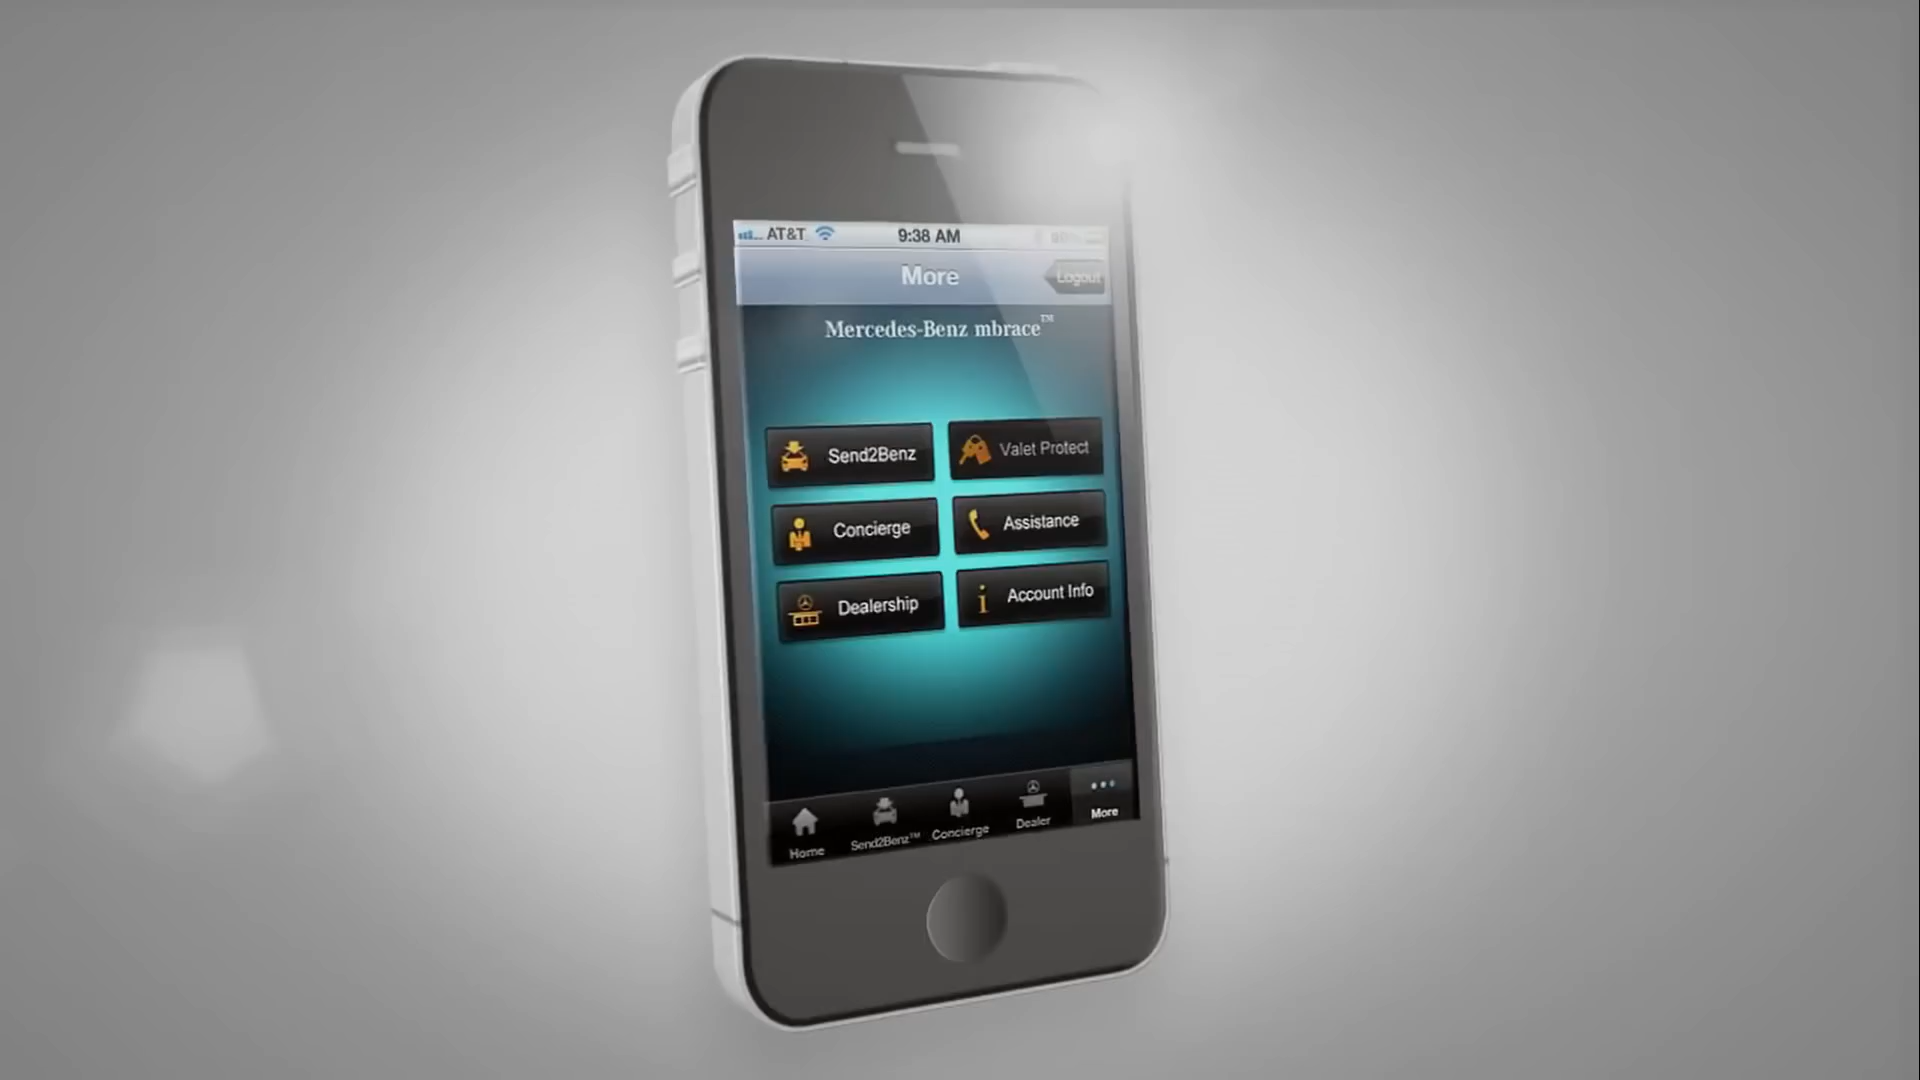 AT&T 9:38 AM
More
Logout
Mercedes-Benz mbrace™
Send2Benz Valet Protect
Concierge Assistance
Dealership Account Info
Home Send2Benz™ Concierge Dealer More